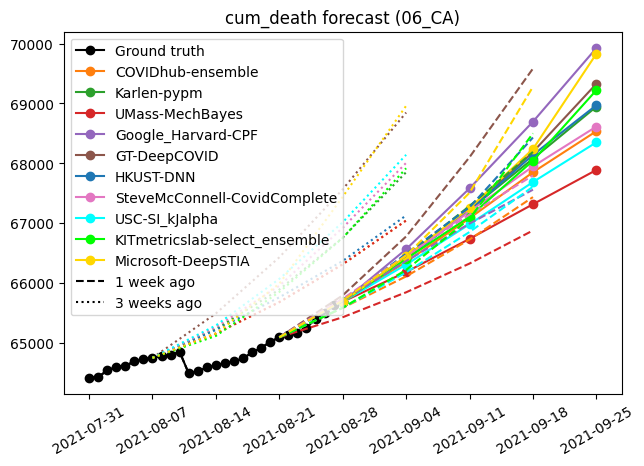 cum_death forecast (06_CA)
70000
69000
68000
67000
66000
65000
Ground truth
COVIDhub-ensemble
Karlen-pypm
UMass-MechBayes
Google_Harvard-CPF
GT-DeepCOVID
HKUST-DNN
SteveMcConnell-CovidComplete
USC-SI_kJalpha
KITmetricslab-select_ensemble
Microsoft-DeepSTIA
1 week ago
3 weeks ago
2021-07-31
2021-08-07
2021-08-14
2021-08-21
2021-08-28
2021-09-04
2021-09-11
2021-09-18
2021-09-25